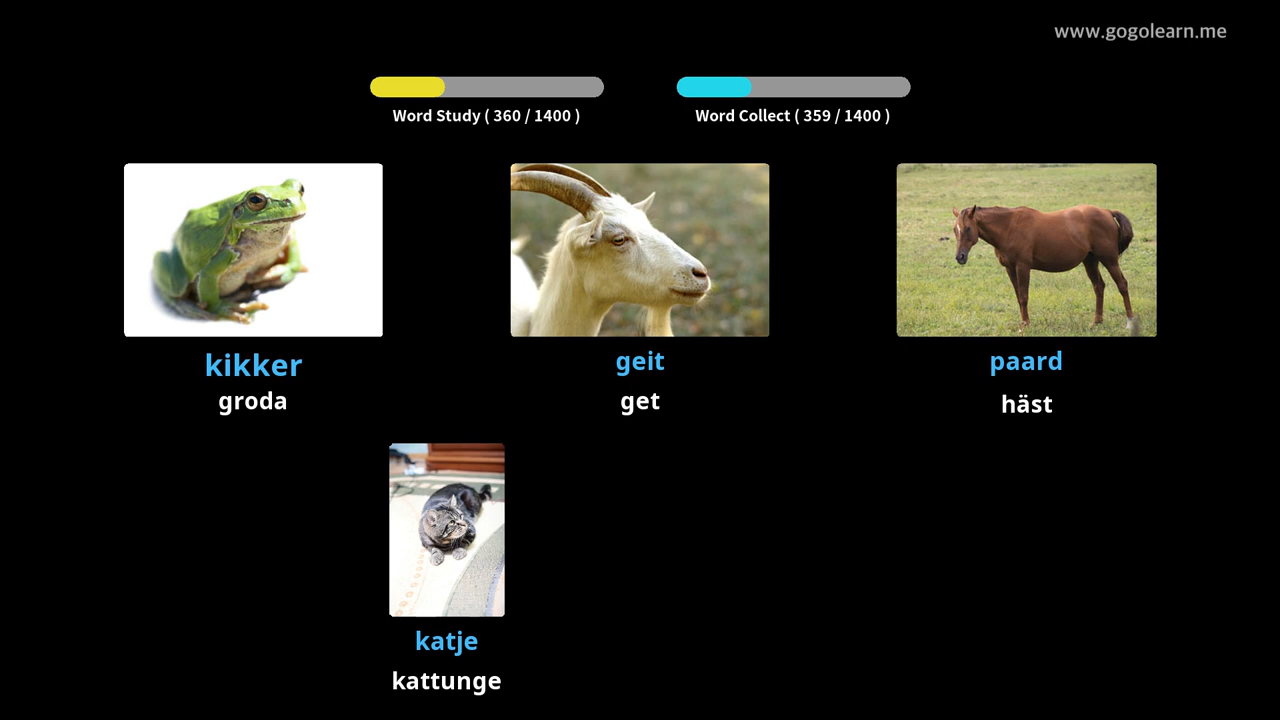 www.gogolearn.me
Word Study ( 360 / 1400 )
Word Collect ( 359 / 1400 )
kikker
groda
geit
get
paard
häst
katje
kattunge